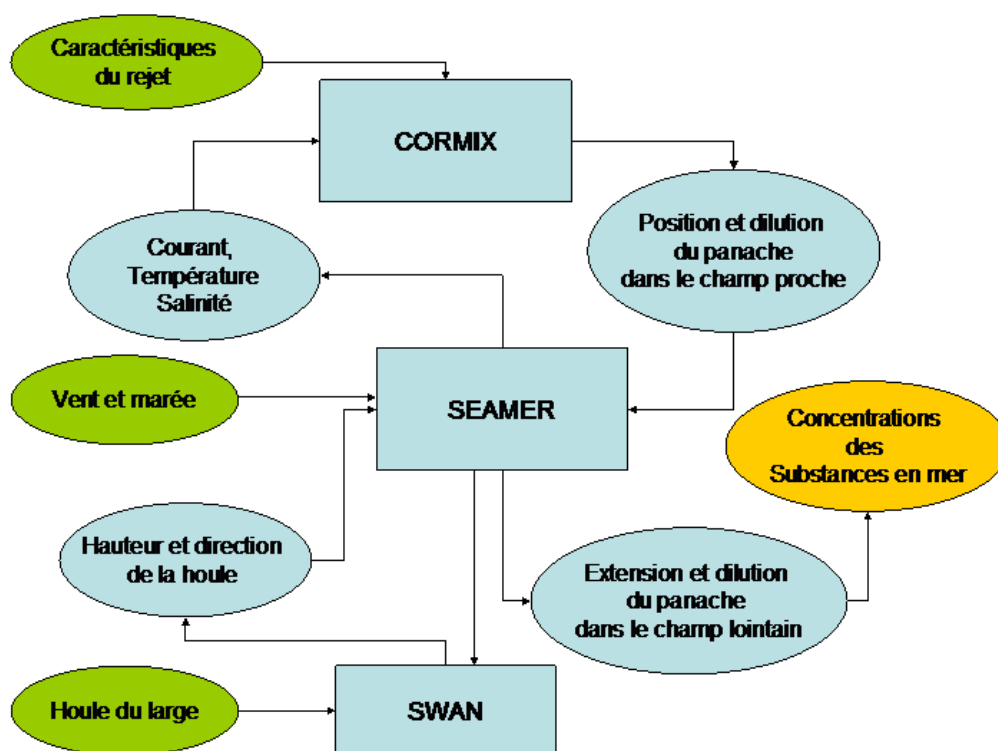 Caractéristiques
du rejet
CORMIX
Position et dilution
du panache
dans le champ proche
Courant,
Température
Salinité
Vent et marée
SEAMER
Concentrations
des
Substances en mer
Hauteur et direction
de la houle
Extension et dilution
du panache
dans le champ lointain
Houle du large
SWAN